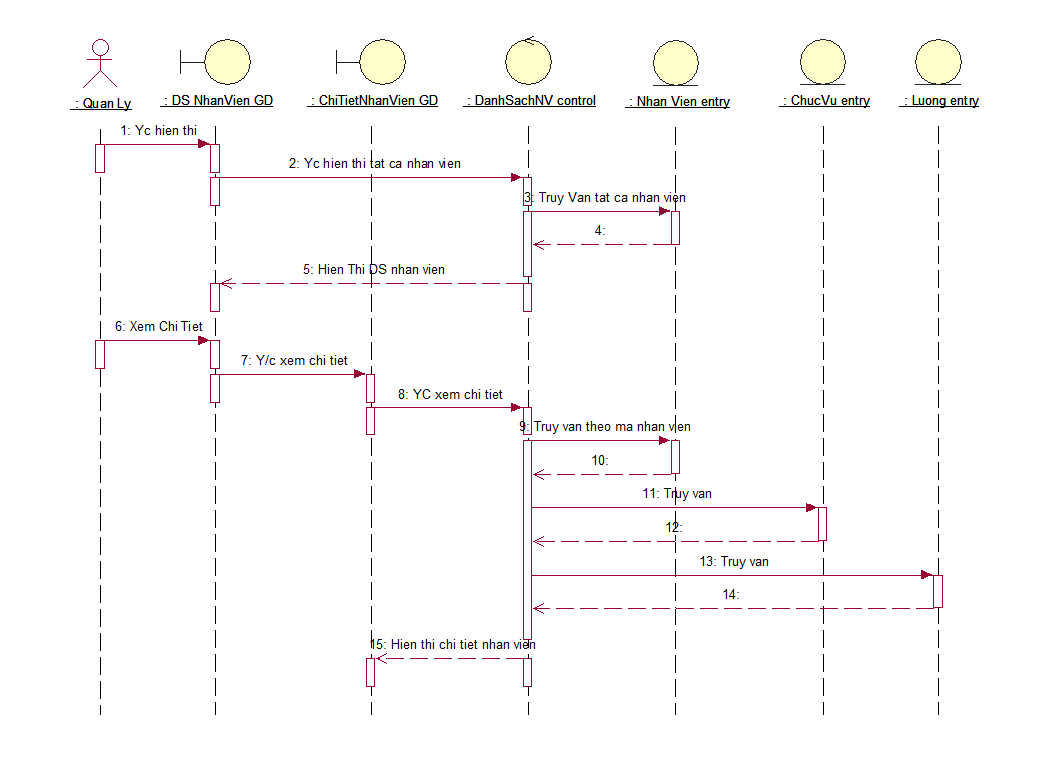 : Quan Ly
: DS NhanVien GD
: ChiTietNhanVien GD
: DanhSachNV control
: Nhan Vien entry
: ChucVu entry
: Luong entry
1: Yc hien thi
2: Yc hien thi tat ca nhan vien
3: Truy Van tat ca nhan vien
4:
5: Hien Thi DS nhan vien
6: Xem Chi Tiet
7: Y/c xem chi tiet
8: YC xem chi tiet
9: Truy van theo ma nhan vien
10:
11: Truy van
12:
13: Truy van
14:
15: Hien thi chi tiet nhan vien